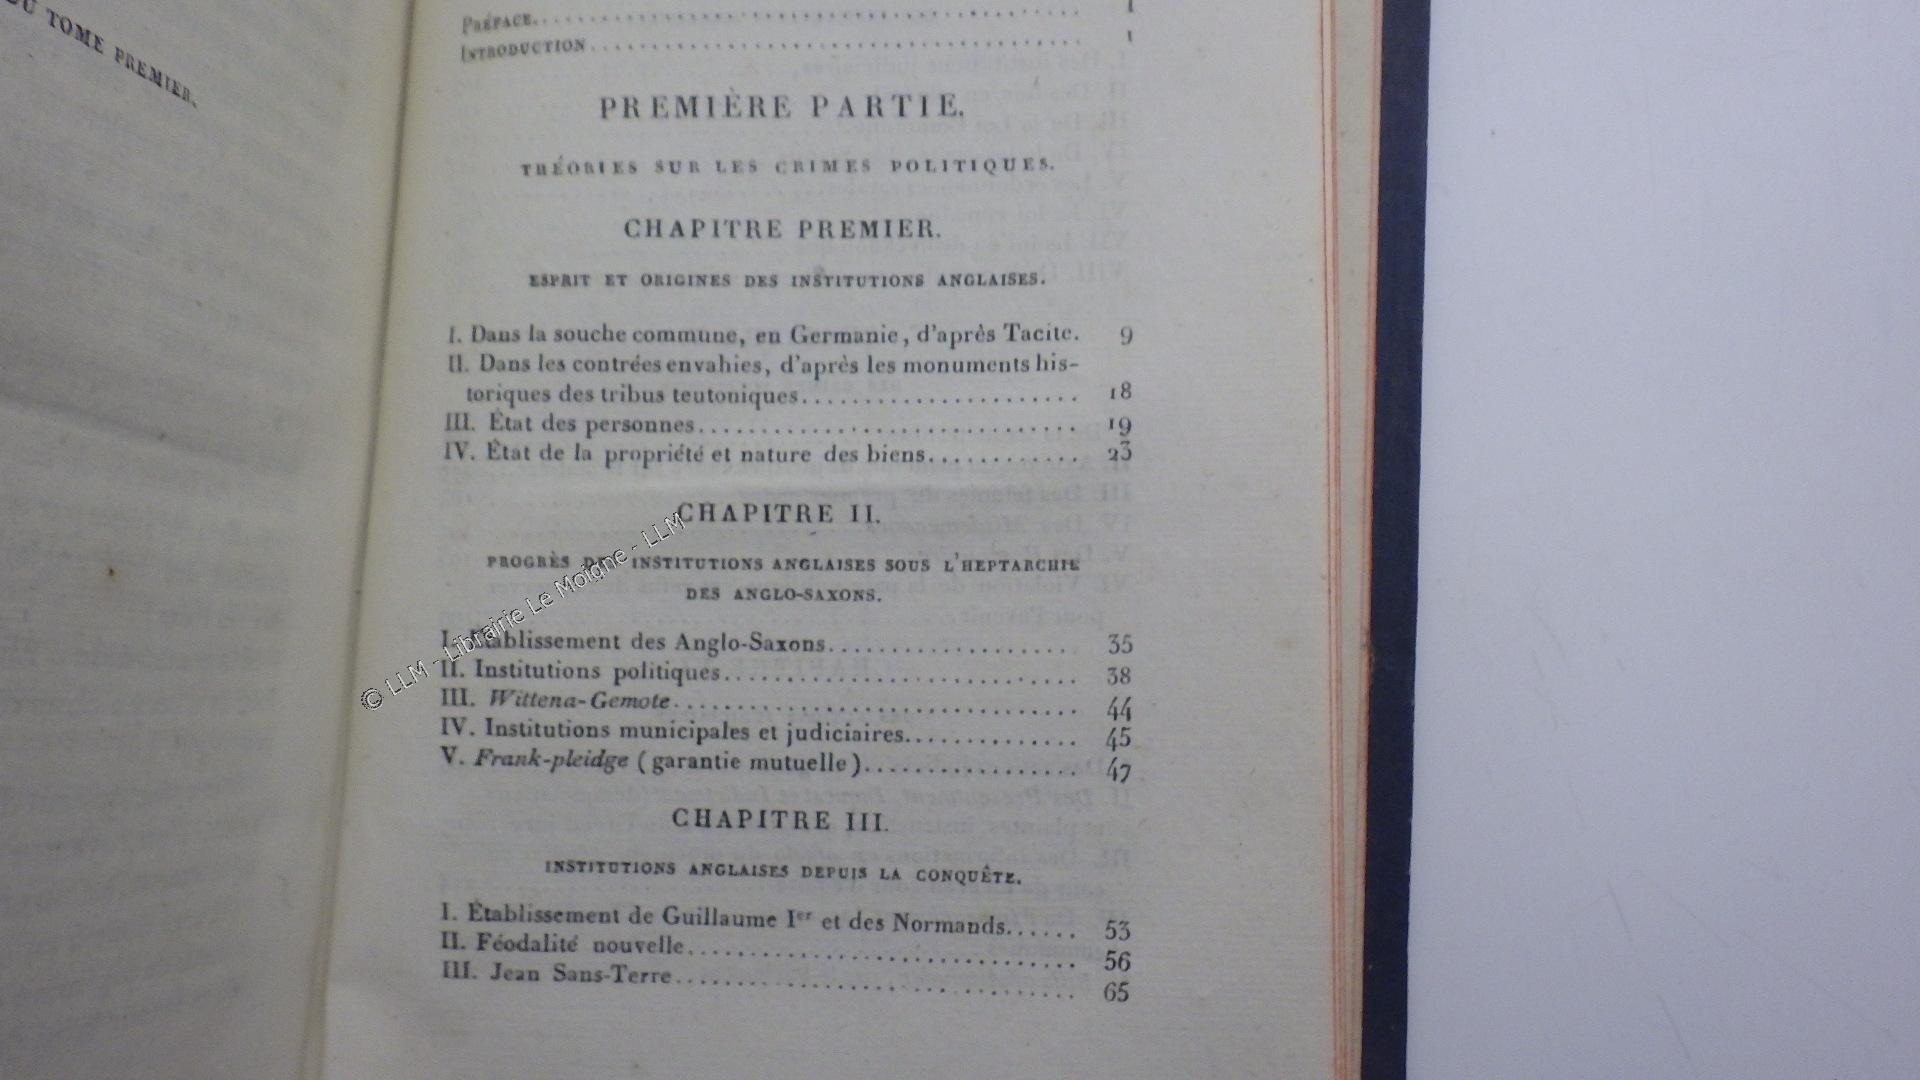 DU TOME PREMIER.
PRÉFACE. I
INTRODUCTION 1
PREMIÈRE PARTIE.
THÉORIES SUR LES CRIMES POLITIQUES.
CHAPITRE PREMIER.
ESPRIT ET ORIGINES DES INSTITUTIONS ANGLAISES.
I. Dans la souche commune, en Germanie, d'après Tacite. 9
II. Dans les contrées envahies, d'après les monuments his-
toriques des tribus teutoniques 18
III. État des personnes 19
IV. État de la propriété et nature des biens 23
CHAPITRE II.
PROGRÈS DES INSTITUTIONS ANGLAISES SOUS L'HEPTARCHIE
DES ANGLO-SAXONS.
I. Établissement des Anglo-Saxons 35
II. Institutions politiques 38
III. Wittena-Gemote 44
IV. Institutions municipales et judiciaires 45
V. Frank-pleidge (garantie mutuelle) 47
CHAPITRE III.
INSTITUTIONS ANGLAISES DEPUIS LA CONQUÊTE.
I. Établissement de Guillaume Ier et des Normands 53
II. Féodalité nouvelle 56
III. Jean Sans-Terre 65
© LLM - Librairie Le Moigne - LLM